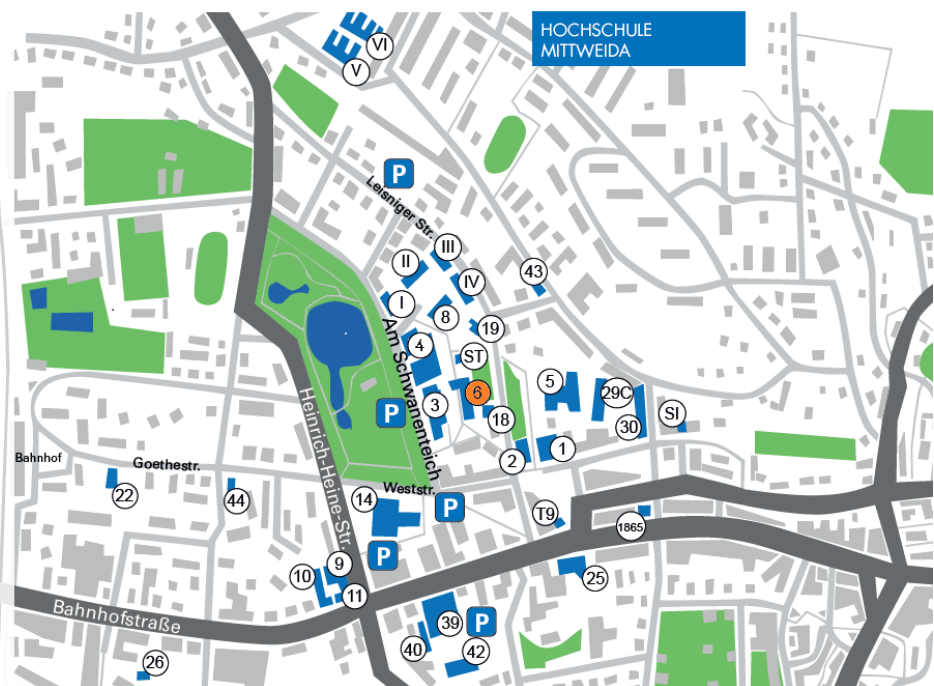 HOCHSCHULE
MITTWEIDA
VI
V
P
Leisniger Str.
III
II
IV
43
I
8
19
4
ST
Am Schwanenteich
6
5
29C
3
P
18
SI
30
1
2
Heinrich-Heine-Str.
Bahnhof
Goethestr.
22
44
Weststr.
14
P
T9
1865
P
9
10
11
25
Bahnhofstraße
39
P
40
42
26